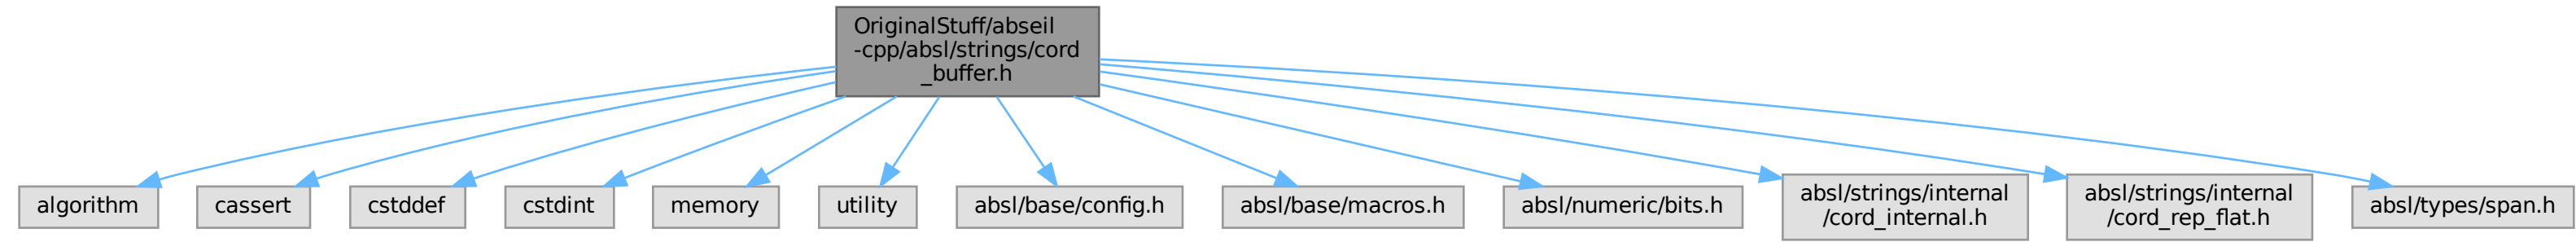 OriginalStuff/abseil
-cpp/absl/strings/cord
_buffer.h
algorithm
cassert
cstddef
cstdint
memory
utility
absl/base/config.h
absl/base/macros.h
absl/numeric/bits.h
absl/strings/internal
/cord_internal.h
absl/strings/internal
/cord_rep_flat.h
absl/types/span.h